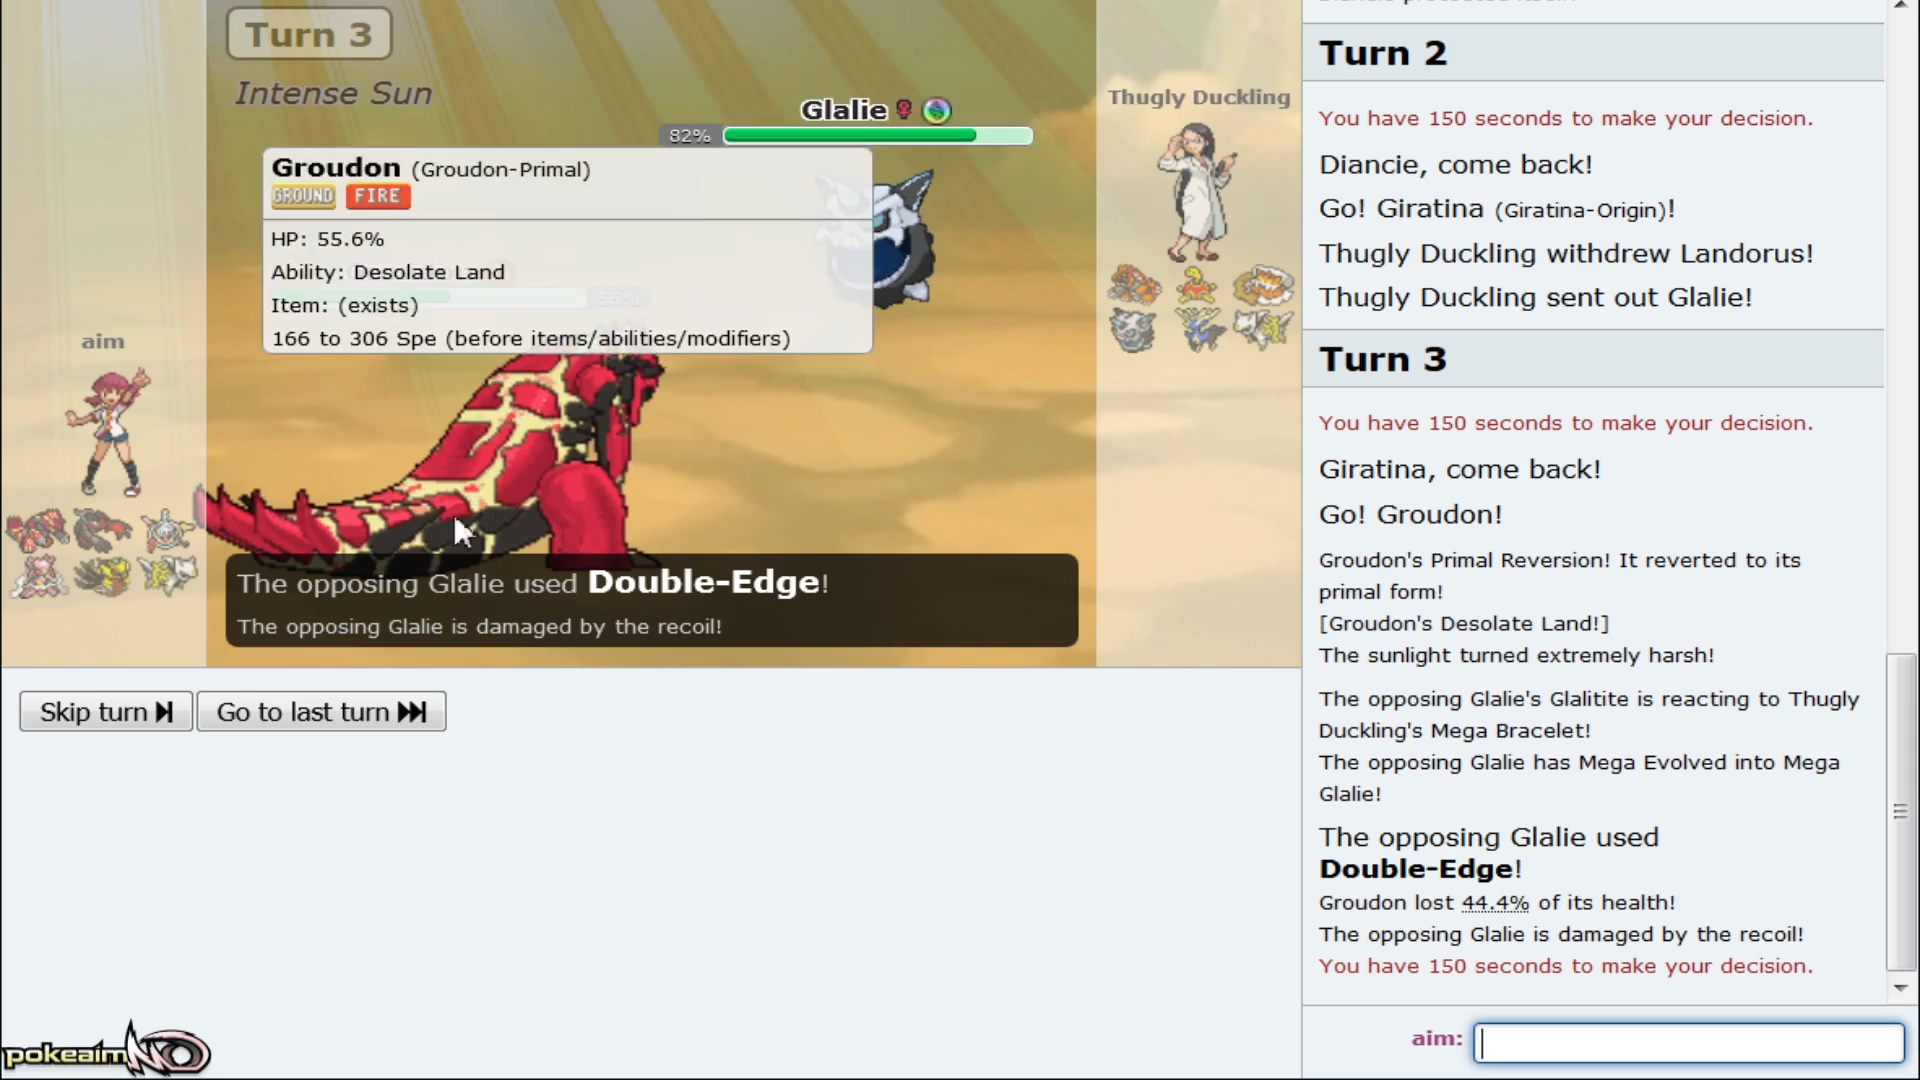 Turn 3
Intense Sun
Glalie
82%
Groudon (Groudon-Primal)
GROUND FIRE
HP: 55.6%
Ability: Desolate Land
Item: (exists)
56%
166 to 306 Spe (before items/abilities/modifiers)
aim
Thugly Duckling
The opposing Glalie used Double-Edge!
The opposing Glalie is damaged by the recoil!
Skip turn
Go to last turn
pokeaim
Turn 2
You have 150 seconds to make your decision.
Diancie, come back!
Go! Giratina (Giratina-Origin)!
Thugly Duckling withdrew Landorus!
Thugly Duckling sent out Glalie!
Turn 3
You have 150 seconds to make your decision.
Giratina, come back!
Go! Groudon!
Groudon's Primal Reversion! It reverted to its
primal form!
[Groudon's Desolate Land!]
The sunlight turned extremely harsh!
The opposing Glalie's Glalitite is reacting to Thugly
Duckling's Mega Bracelet!
The opposing Glalie has Mega Evolved into Mega
Glalie!
The opposing Glalie used
Double-Edge!
Groudon lost 44.4% of its health!
The opposing Glalie is damaged by the recoil!
You have 150 seconds to make your decision.
aim: